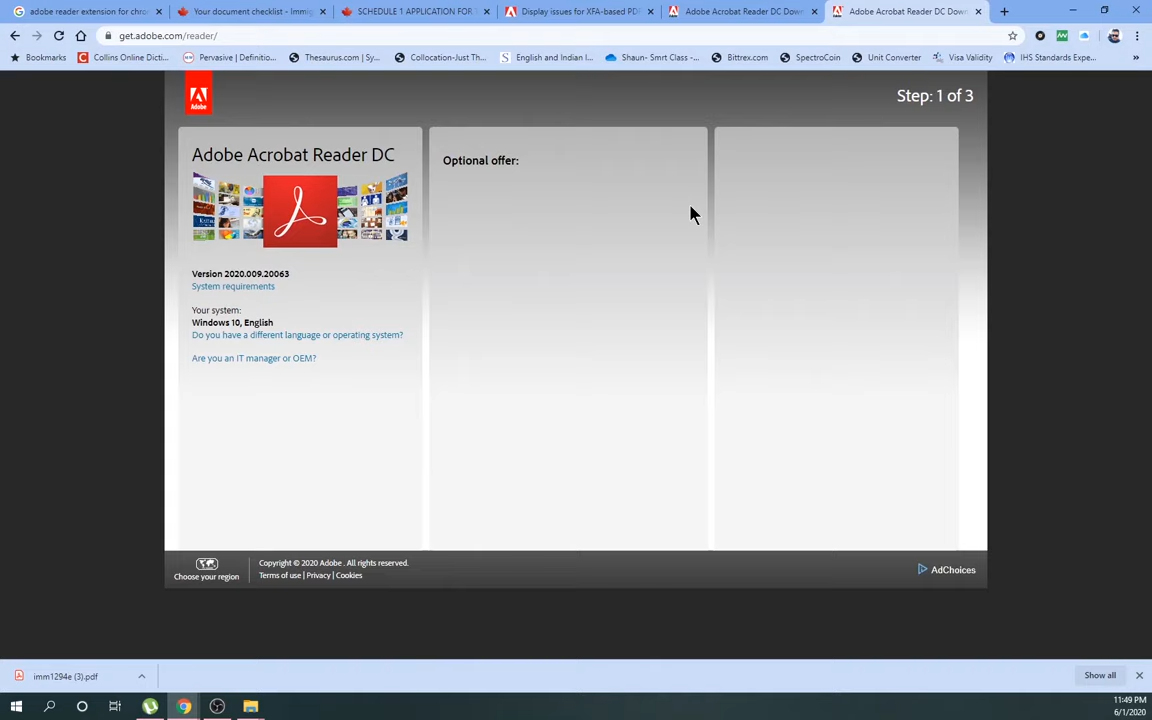 adobe reader extension for chro
Your document checklist - Immig
SCHEDULE 1 APPLICATION FOR
Display issues for XFA-based PD
Adobe Acrobat Reader DC Down
Adobe Acrobat Reader DC Down
get.adobe.com/reader/
Bookmarks
Collins Online Dicti...
Pervasive | Definitio...
Thesaurus.com | Sy...
Collocation-Just Th...
English and Indian I...
Shaun- Smrt Class -...
Bittrex.com
SpectroCoin
Unit Converter
Visa Validity
IHS Standards Expe...
Adobe
Step: 1 of 3
Adobe Acrobat Reader DC
Optional offer:
Version 2020.009.20063
System requirements
Your system:
Windows 10, English
Do you have a different language or operating system?
Are you an IT manager or OEM?
Choose your region
Copyright © 2020 Adobe . All rights reserved.
Terms of use | Privacy | Cookies
AdChoices
imm1294e (3).pdf
Show all
11:49 PM
6/1/2020